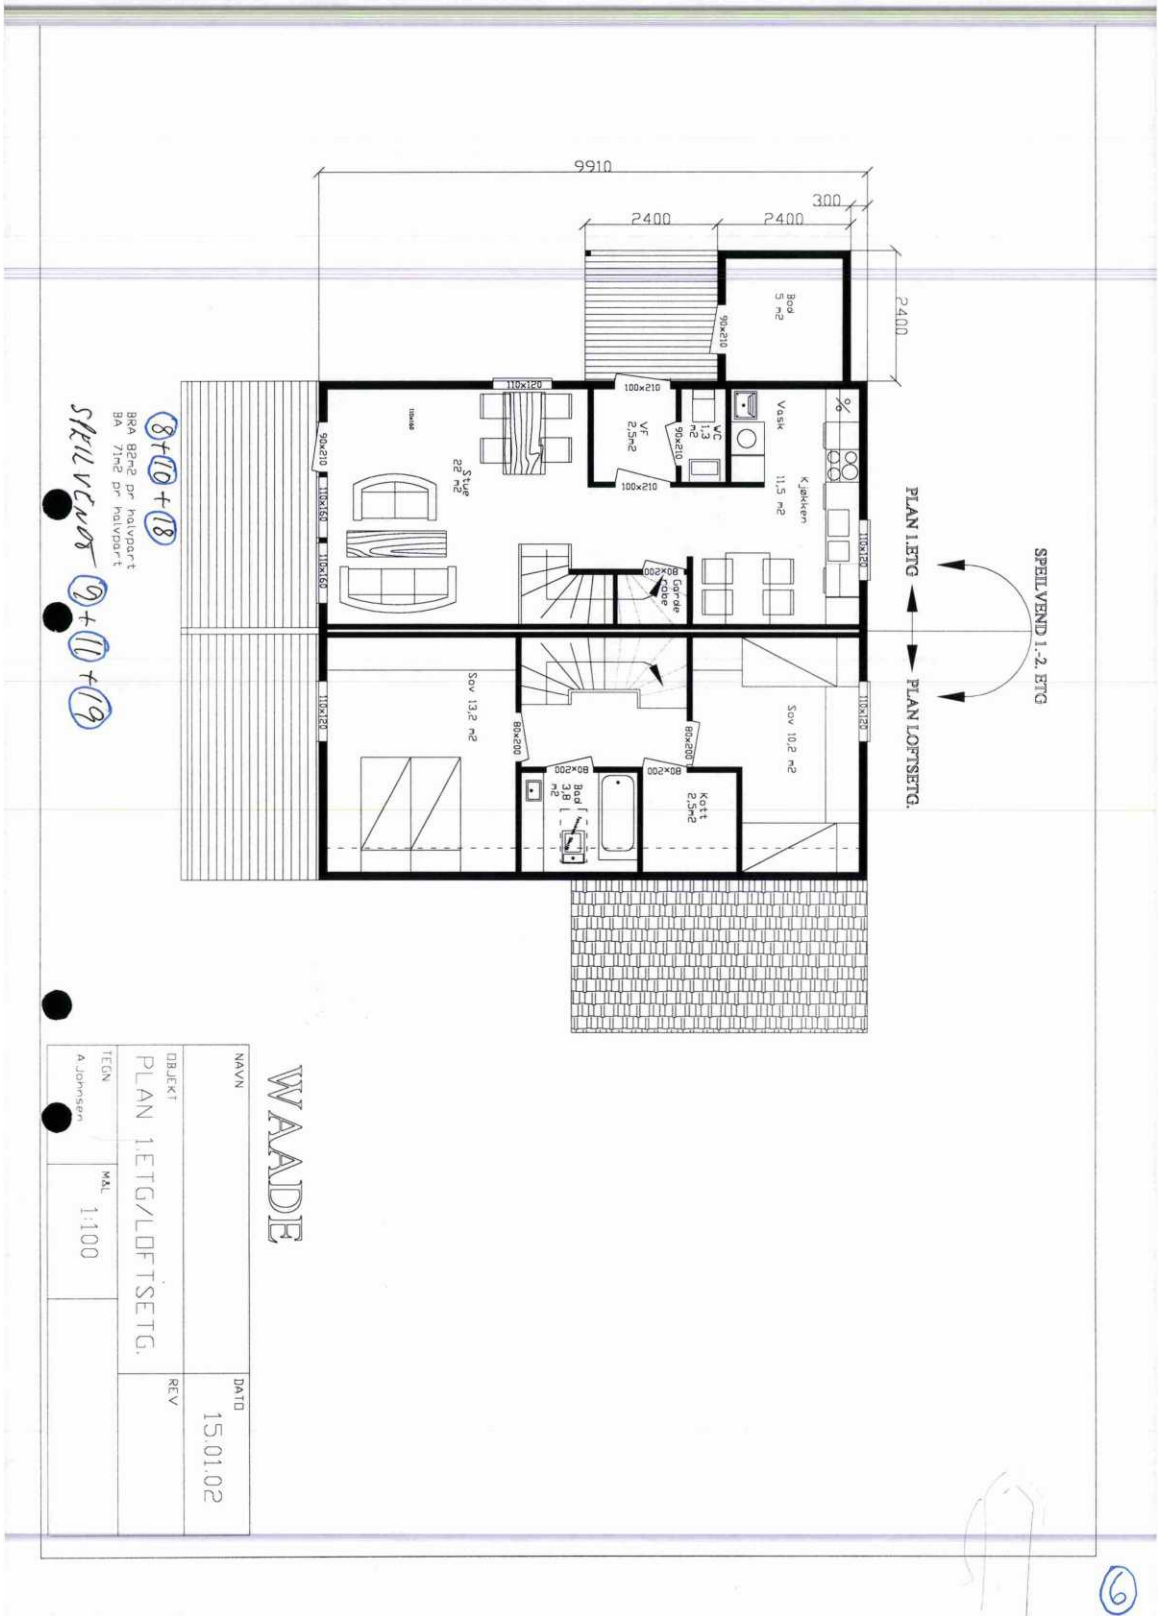 SPEILVEND 1.-2. ETG
PLAN 1.ETG
PLAN LOFTSETG.
9910
300
2400
2400
2400
Bod
5 m2
90x210
110x120
100x210
VF
2,5m2
90x210
WC
1,3
m2
100x210
Vask
Kjøkken
11,5 m2
110x120
80x200
Garde
robe
Stue
22 m2
90x210
110x160
110x160
110x120
Sov 10,2 m2
80x200
80x200
Kott
2,5m2
80x200
80x200
Bad
3,8
m2
Sov 13,2 m2
110x120
8+10+18
BRA 82m2 pr halvpart
BA 71m2 pr halvpart
SPEILVENDT 9+11+19
WAADE
NAVN
DATO
15.01.02
OBJEKT
PLAN 1.ETG/LOFTSETG.
REV
TEGN
A.Johnsen
MÅL
1:100
6